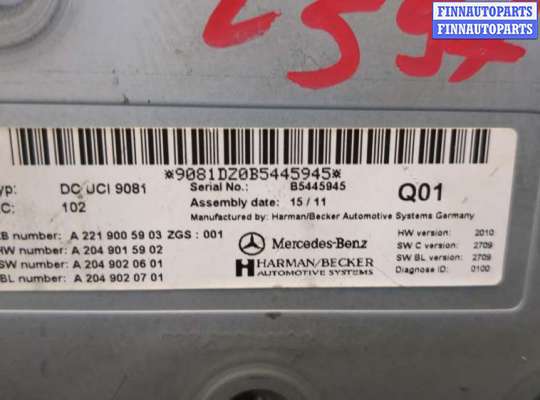 FINNAUTOPARTS
FINNAUTOPARTS
FINNAUTOPARTS
*9081DZ0B5445945*
yp: DC UCI 9081 Serial No.: B5445945 Q01
C: 102 Assembly date: 15/11
Manufactured by: Harman/Becker Automotive Systems Germany
B number: A 221 900 59 03 ZGS : 001
HW number: A 204 901 59 02
SW number: A 204 902 06 01
BL number: A 204 902 07 01
Mercedes-Benz
HARMAN/BECKER
AUTOMOTIVE SYSTEMS
HW version: 2010
SW C version: 2709
SW BL version: 2709
Diagnose ID: 0100